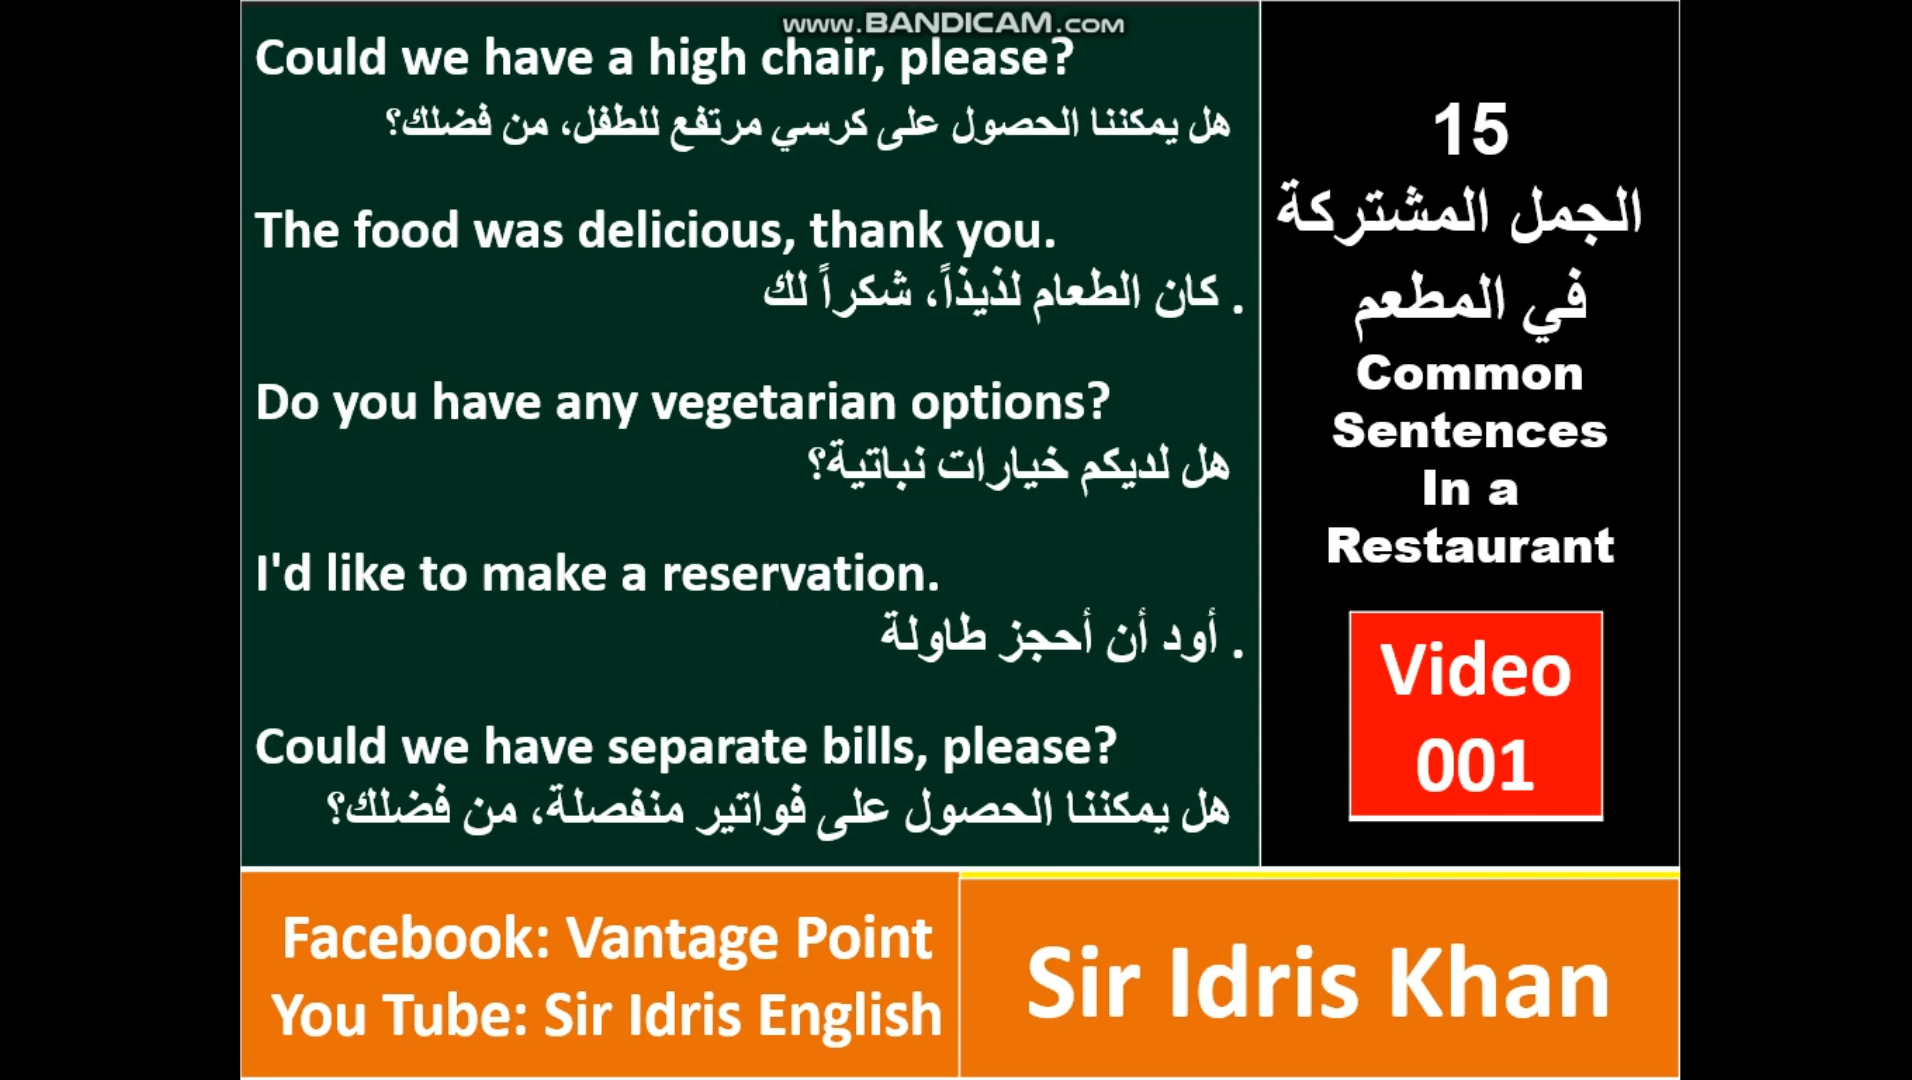 www.BANDICAM.com
Could we have a high chair, please?
هل يمكننا الحصول على كرسي مرتفع للطفل، من فضلك؟
The food was delicious, thank you.
. كان الطعام لذيذاً، شكراً لك
Do you have any vegetarian options?
هل لديكم خيارات نباتية؟
I'd like to make a reservation.
. أود أن أحجز طاولة
Could we have separate bills, please?
هل يمكننا الحصول على فواتير منفصلة، من فضلك؟
15
الجمل المشتركة
في المطعم
Common
Sentences
In a
Restaurant
Video
001
Facebook: Vantage Point
You Tube: Sir Idris English
Sir Idris Khan